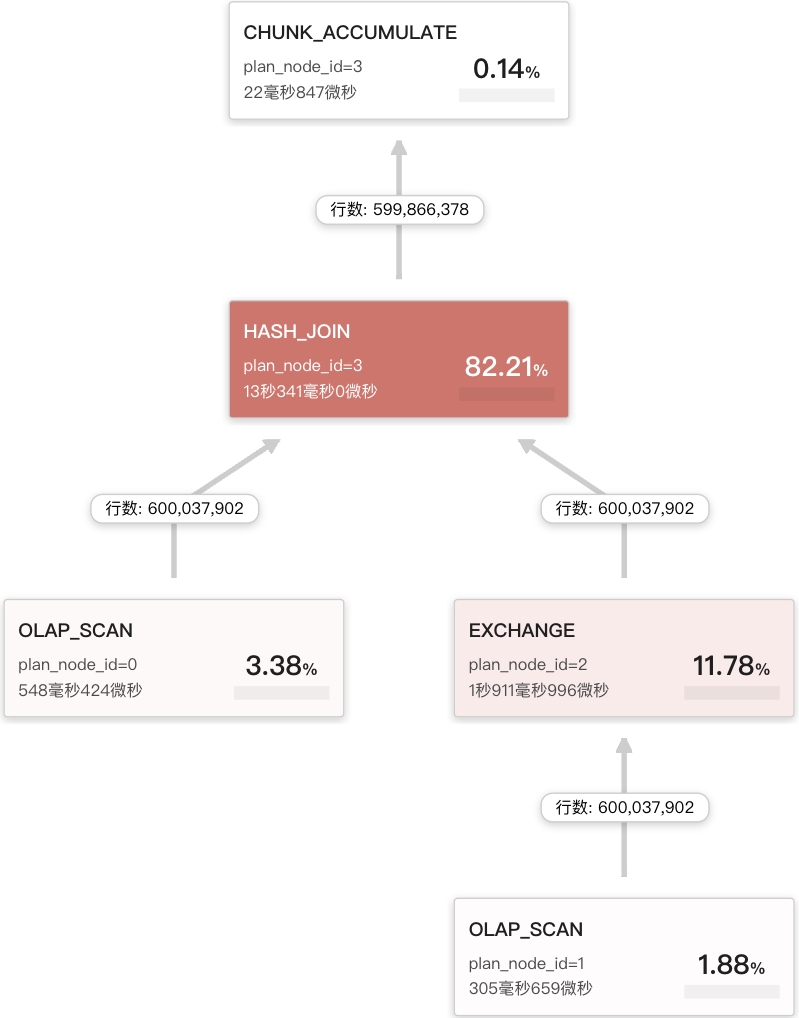 CHUNK_ACCUMULATE
plan_node_id=3
22毫秒847微秒
0.14%
行数: 599,866,378
HASH_JOIN
plan_node_id=3
13秒341毫秒0微秒
82.21%
行数: 600,037,902
行数: 600,037,902
OLAP_SCAN
plan_node_id=0
548毫秒424微秒
3.38%
EXCHANGE
plan_node_id=2
1秒911毫秒996微秒
11.78%
行数: 600,037,902
OLAP_SCAN
plan_node_id=1
305毫秒659微秒
1.88%